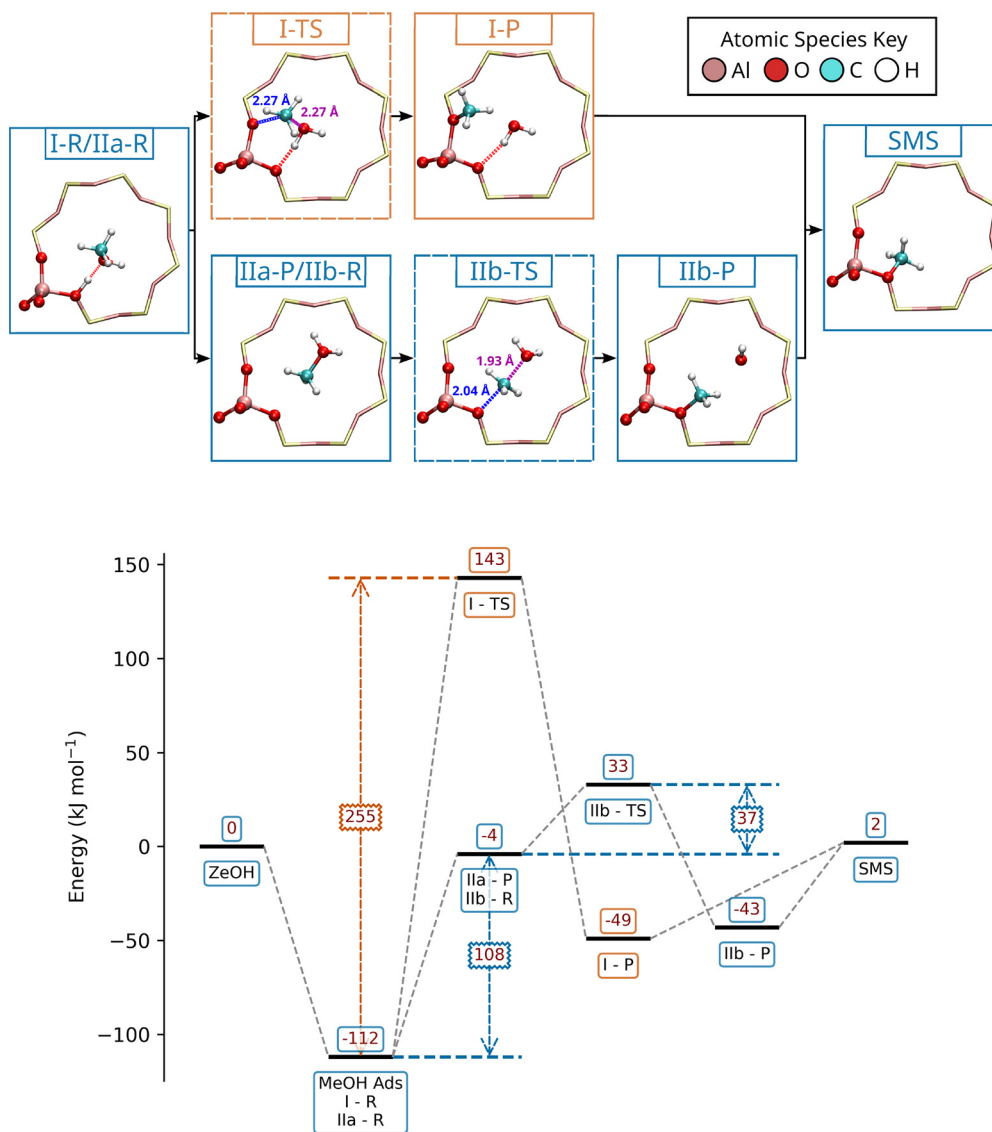 I-TS
I-P
Atomic Species Key
Al O C H
2.27 Å
2.27 Å
I-R/IIa-R
SMS
IIa-P/IIb-R
IIb-TS
IIb-P
1.93 Å
2.04 Å
Energy (kJ mol⁻¹)
150
100
50
0
−50
−100
143
I - TS
255
33
IIb - TS
37
0
ZeOH
-4
IIa - P
IIb - R
2
SMS
108
-49
I - P
-43
IIb - P
-112
MeOH Ads
I - R
IIa - R